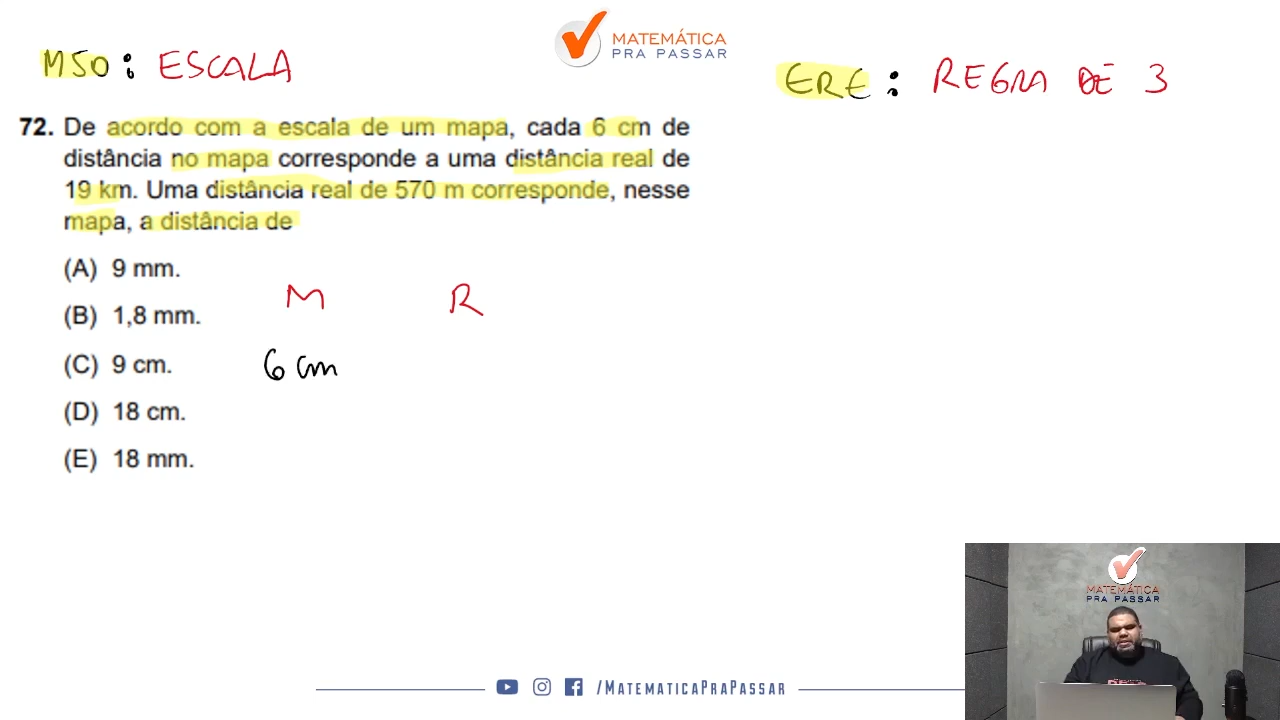 MATEMÁTICA
PRA PASSAR
MSO: ESCALA
ERE: REGRA DE 3
72. De acordo com a escala de um mapa, cada 6 cm de
distância no mapa corresponde a uma distância real de
19 km. Uma distância real de 570 m corresponde, nesse
mapa, a distância de
(A) 9 mm.
(B) 1,8 mm.
(C) 9 cm.
(D) 18 cm.
(E) 18 mm.
M R
6 cm
MATEMÁTICA
PRA PASSAR
/MATEMATICAPRAPASSAR